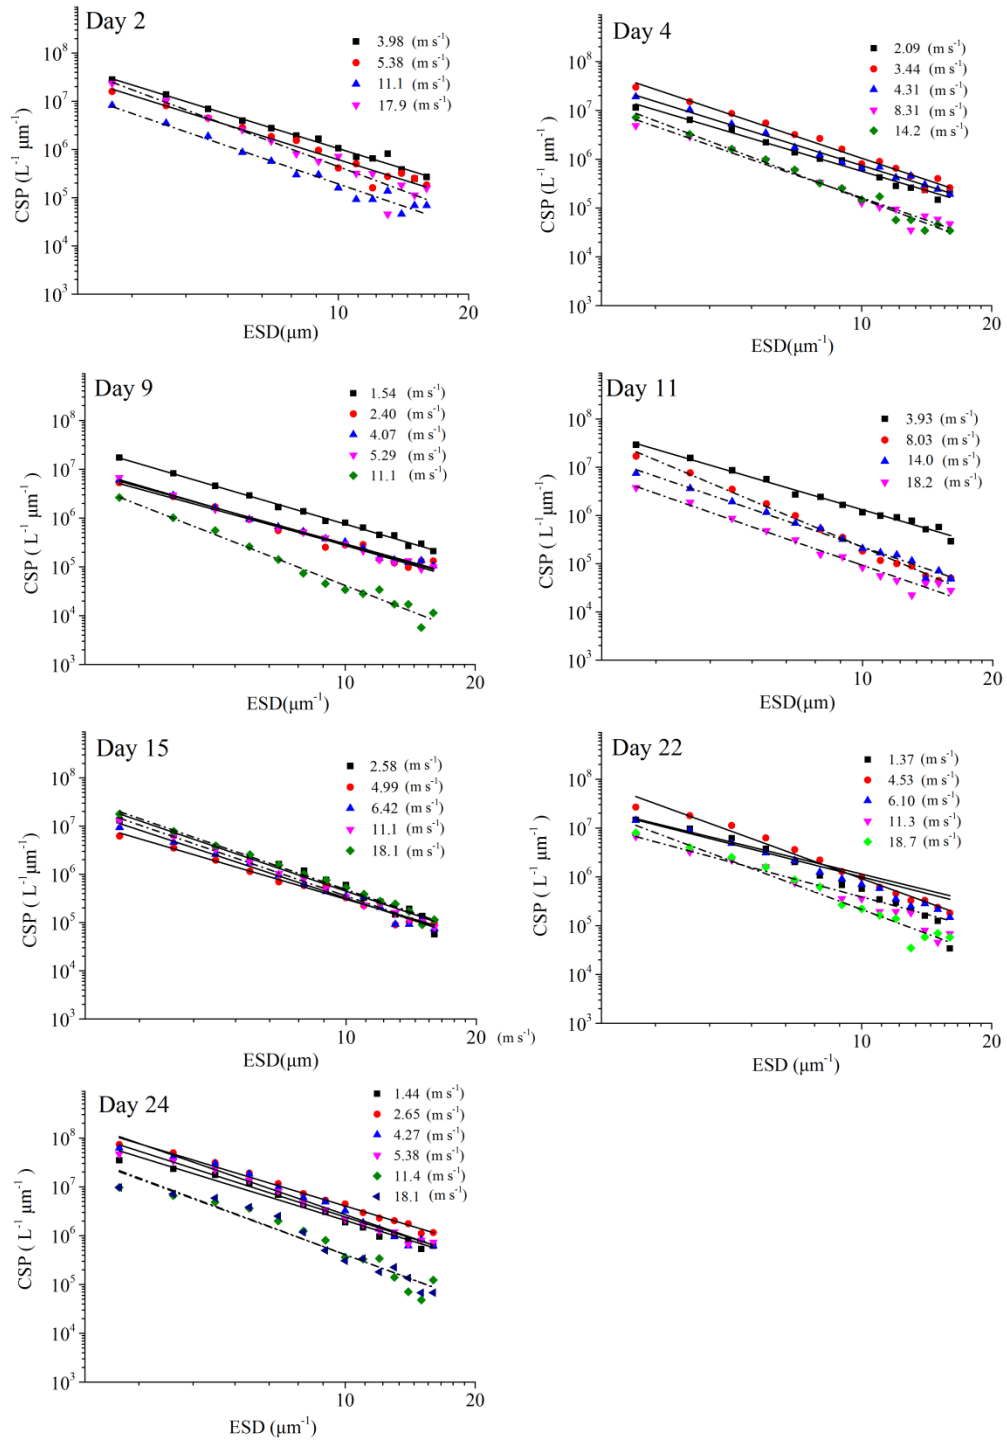 Day 2
3.98 (m s⁻¹)
5.38 (m s⁻¹)
11.1 (m s⁻¹)
17.9 (m s⁻¹)
10⁸
10⁷
10⁶
10⁵
10⁴
10³
CSP (L⁻¹ μm⁻¹)
10 20
ESD(μm)
Day 4
2.09 (m s⁻¹)
3.44 (m s⁻¹)
4.31 (m s⁻¹)
8.31 (m s⁻¹)
14.2 (m s⁻¹)
10⁸
10⁷
10⁶
10⁵
10⁴
10³
CSP ( L⁻¹ μm⁻¹)
10 20
ESD(μm⁻¹)
Day 9
1.54 (m s⁻¹)
2.40 (m s⁻¹)
4.07 (m s⁻¹)
5.29 (m s⁻¹)
11.1 (m s⁻¹)
10⁸
10⁷
10⁶
10⁵
10⁴
10³
CSP ( L⁻¹ μm⁻¹)
10 20
ESD(μm⁻¹)
Day 11
3.93 (m s⁻¹)
8.03 (m s⁻¹)
14.0 (m s⁻¹)
18.2 (m s⁻¹)
10⁸
10⁷
10⁶
10⁵
10⁴
10³
CSP ( L⁻¹ μm⁻¹)
10 20
ESD(μm)
Day 15
2.58 (m s⁻¹)
4.99 (m s⁻¹)
6.42 (m s⁻¹)
11.1 (m s⁻¹)
18.1 (m s⁻¹)
10⁸
10⁷
10⁶
10⁵
10⁴
10³
CSP ( L⁻¹ μm⁻¹)
10 20 (m s⁻¹)
ESD(μm)
Day 22
1.37 (m s⁻¹)
4.53 (m s⁻¹)
6.10 (m s⁻¹)
11.3 (m s⁻¹)
18.7 (m s⁻¹)
10⁸
10⁷
10⁶
10⁵
10⁴
10³
CSP ( L⁻¹ μm⁻¹)
10 20
ESD (μm⁻¹)
Day 24
1.44 (m s⁻¹)
2.65 (m s⁻¹)
4.27 (m s⁻¹)
5.38 (m s⁻¹)
11.4 (m s⁻¹)
18.1 (m s⁻¹)
10⁸
10⁷
10⁶
10⁵
10⁴
10³
CSP ( L⁻¹ μm⁻¹)
10 20
ESD (μm⁻¹)